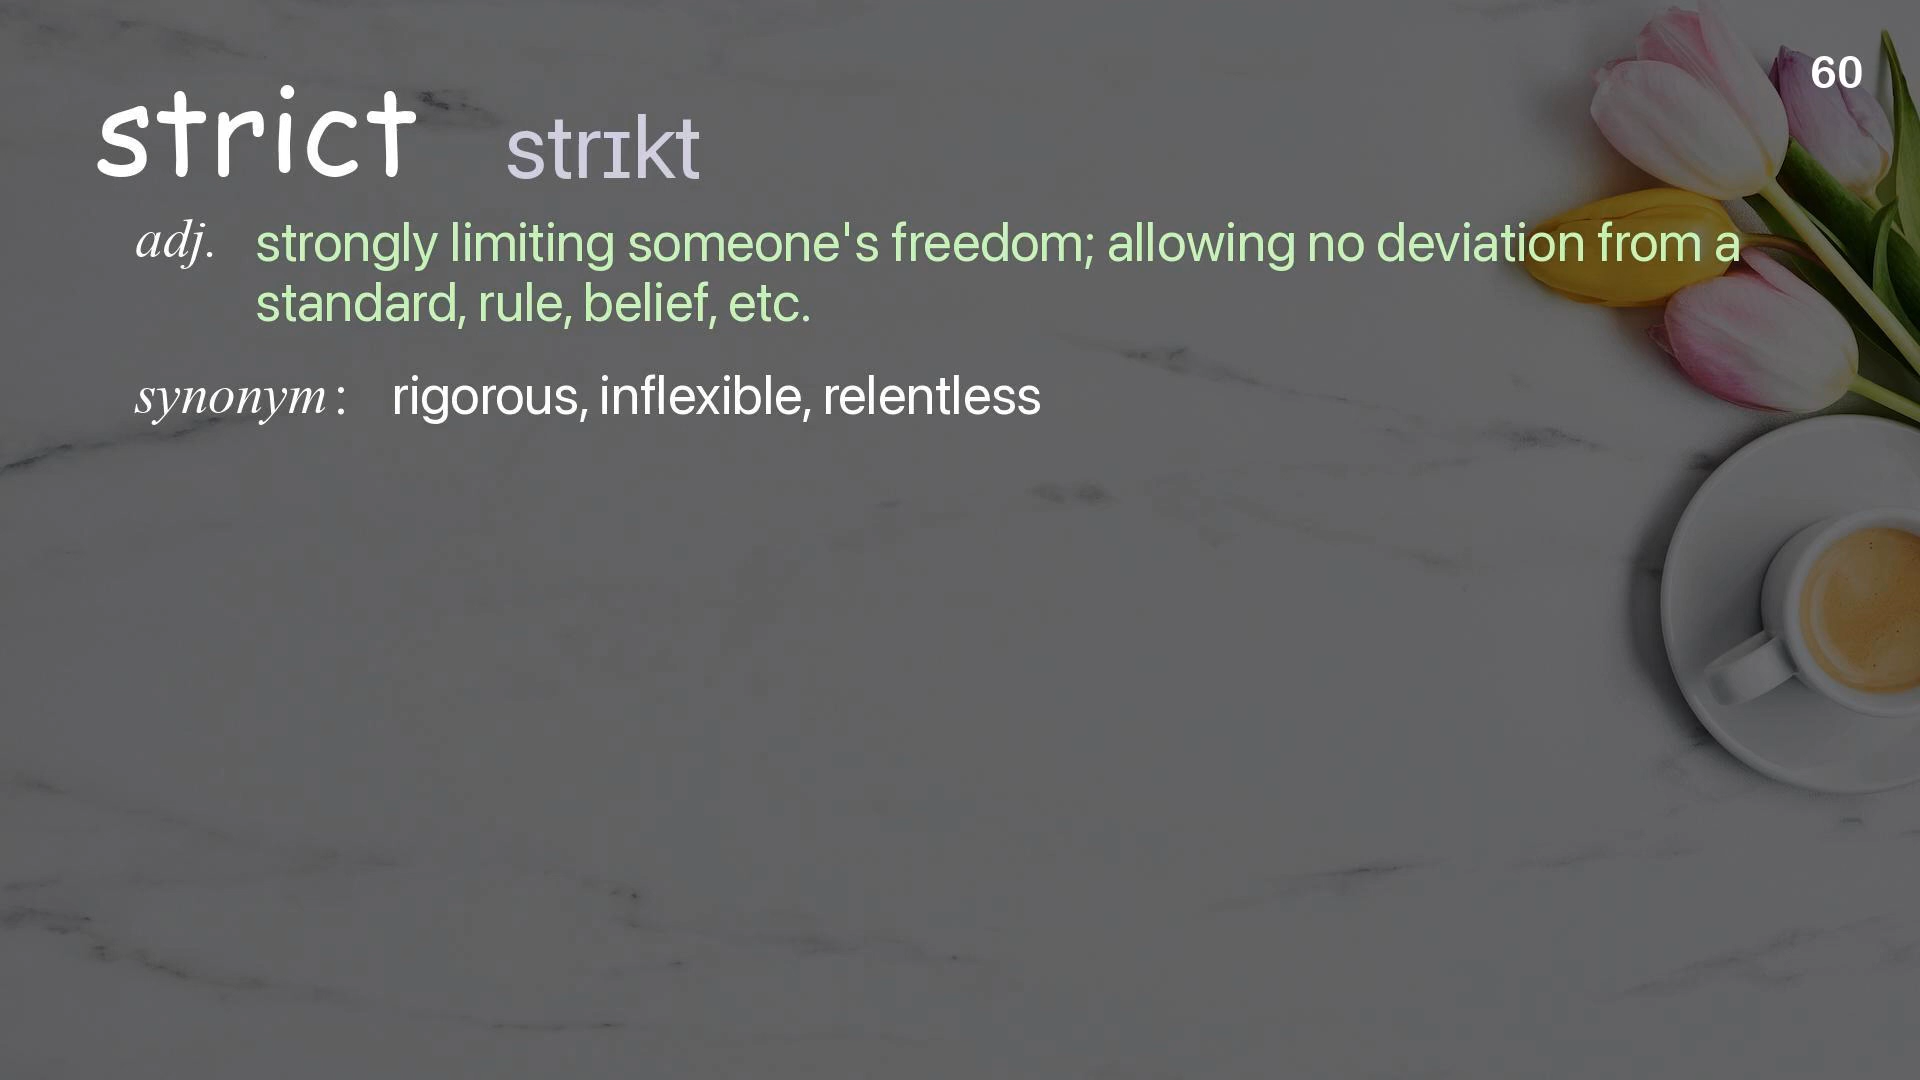 60
strict strɪkt
adj. strongly limiting someone's freedom; allowing no deviation from a
standard, rule, belief, etc.
synonym : rigorous, inflexible, relentless